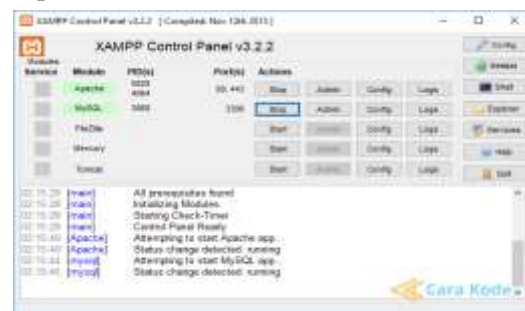 XAMPP Control Panel v3.2.2 [Compiled: Nov 12th 2015]
XAMPP Control Panel v3.2.2
Config
Modules
Service Module PID(s) Port(s) Actions
Netstat
Apache 80, 443 Stop Admin Config Logs
Shell
MySQL 3306 Stop Admin Config Logs
Explorer
FileZilla Start Admin Config Logs
Services
Mercury Start Admin Config Logs
Help
Tomcat Start Admin Config Logs
Quit
[main] All prerequisites found
[main] Initializing Modules
[main] Starting Check-Timer
[main] Control Panel Ready
[Apache] Attempting to start Apache app...
[Apache] Status change detected: running
[mysql] Attempting to start MySQL app...
[mysql] Status change detected: running
Cara Kode